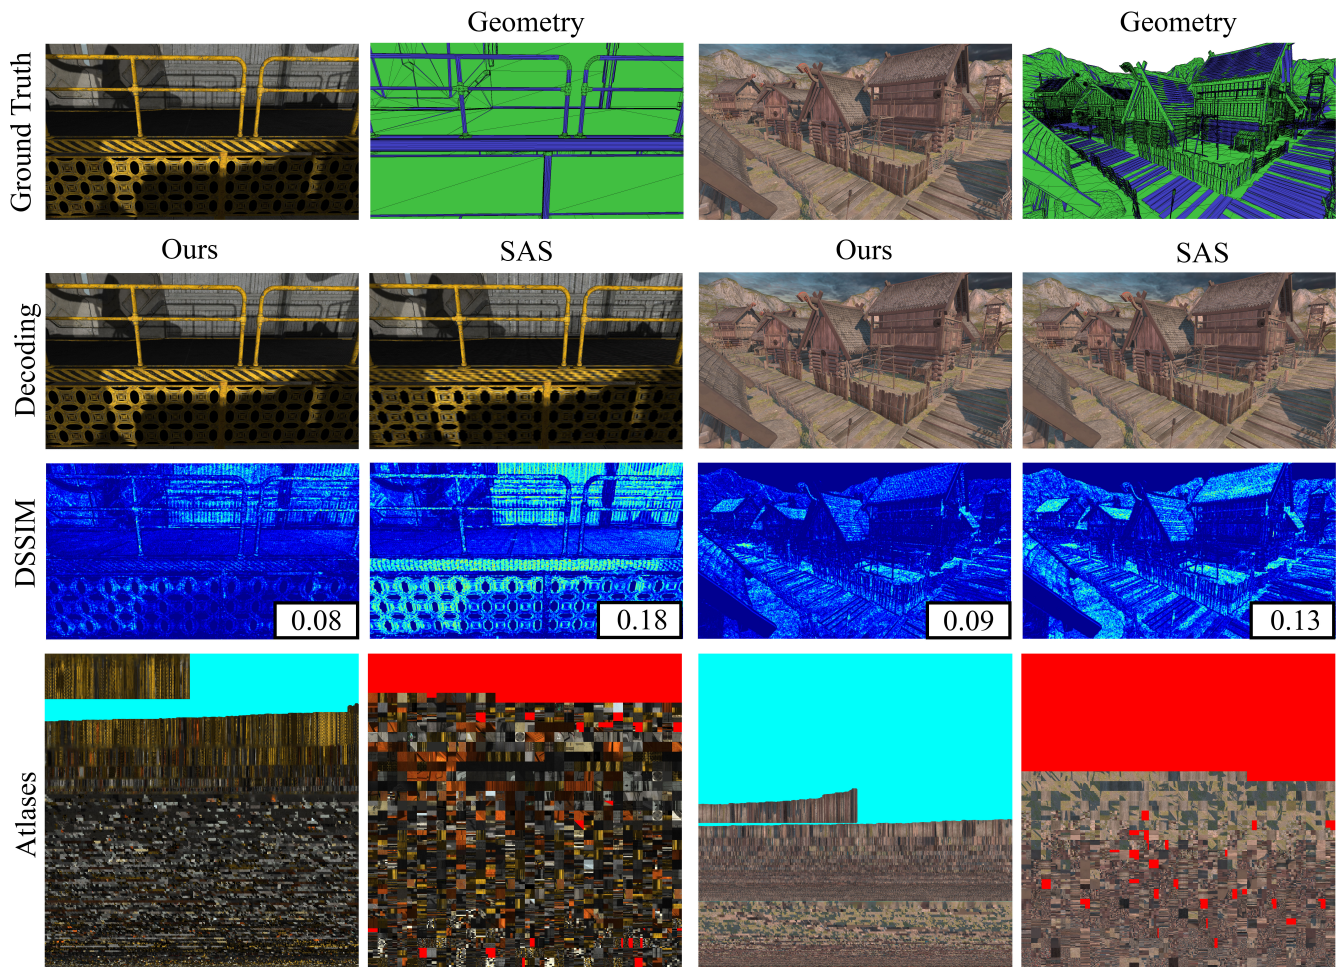 Geometry
Geometry
Ground Truth
Ours
SAS
Ours
SAS
Decoding
DSSIM
0.08
0.18
0.09
0.13
Atlases